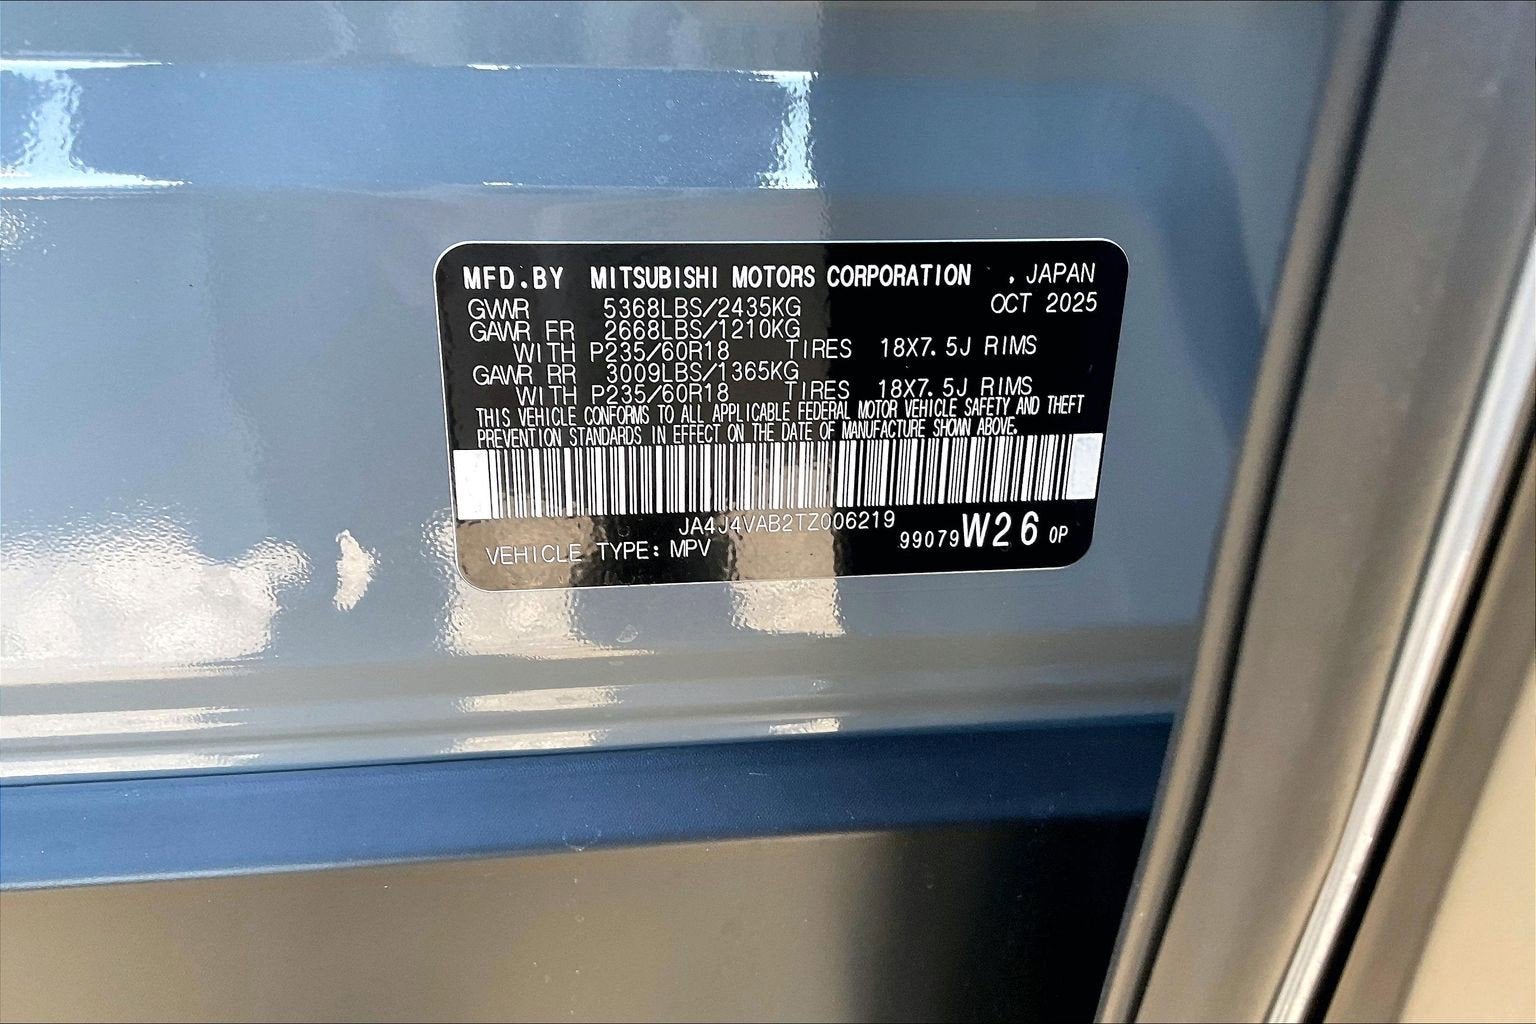 MFD.BY MITSUBISHI MOTORS CORPORATION , JAPAN
GVWR 5368LBS/2435KG OCT 2025
GAWR FR 2668LBS/1210KG
WITH P235/60R18 TIRES 18X7.5J RIMS
GAWR RR 3009LBS/1365KG
WITH P235/60R18 TIRES 18X7.5J RIMS
THIS VEHICLE CONFORMS TO ALL APPLICABLE FEDERAL MOTOR VEHICLE SAFETY AND THEFT
PREVENTION STANDARDS IN EFFECT ON THE DATE OF MANUFACTURE SHOWN ABOVE.
JA4J4VAB2TZ006219
VEHICLE TYPE: MPV 99079W26 0P